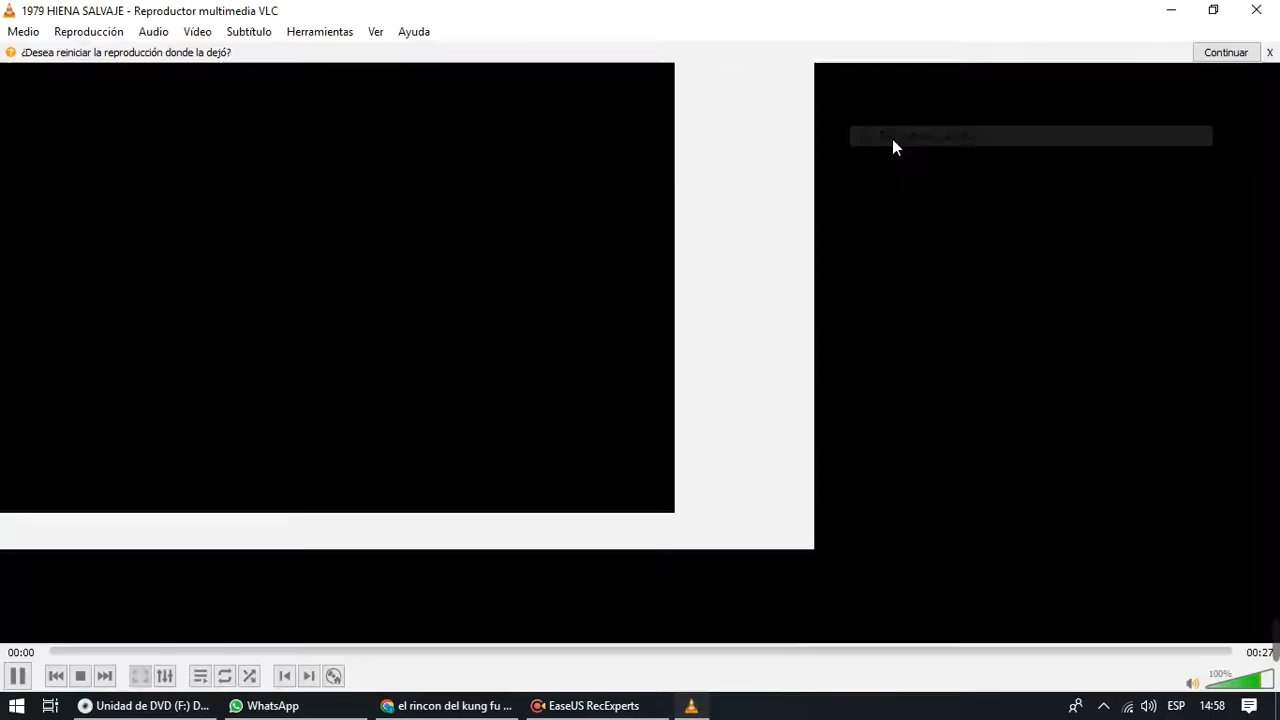 1979 HIENA SALVAJE - Reproductor multimedia VLC
Medio Reproducción Audio Vídeo Subtítulo Herramientas Ver Ayuda
¿Desea reiniciar la reproducción donde la dejó? Continuar X
00:00 00:27
100%
Unidad de DVD (F:) D... WhatsApp el rincon del kung fu ... EaseUS RecExperts ESP 14:58